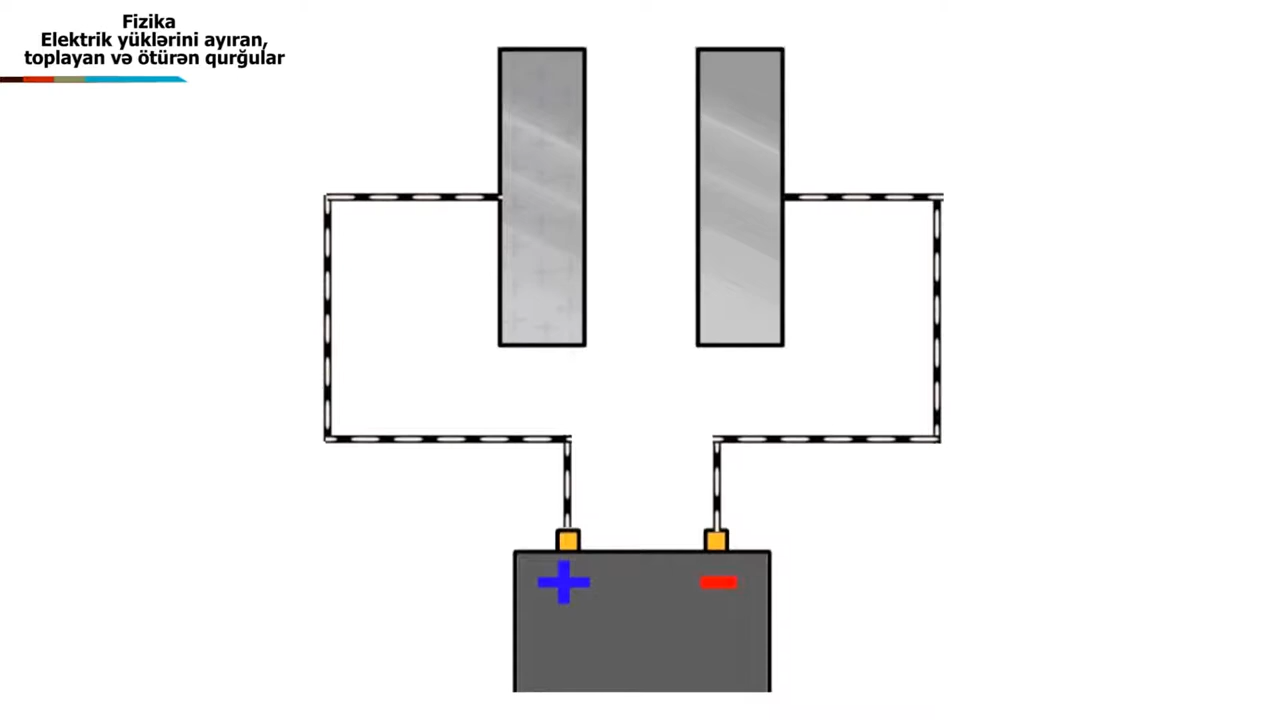 Fizika
Elektrik yüklərini ayıran,
toplayan və ötürən qurğular
+ -